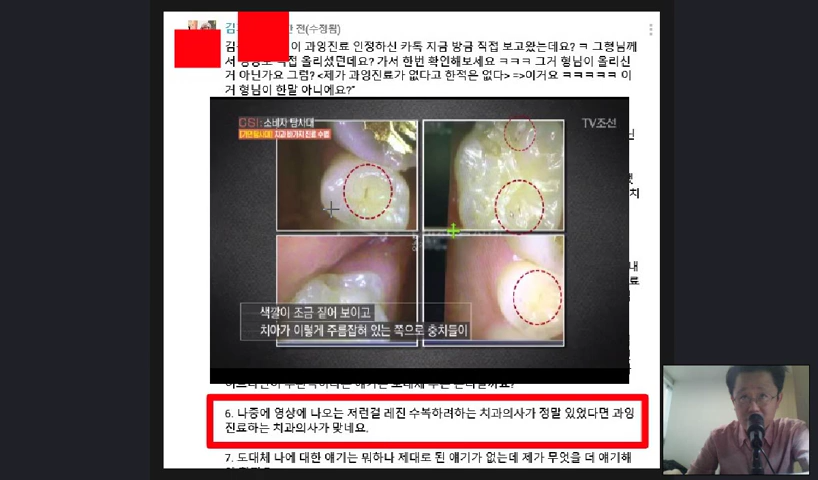 전(수정됨)
이 과잉진료 인정하신 카톡 지금 방금 직접 보고왔는데요? ㅋ 그형님께
서 직접 올리셨던데요? 가서 한번 확인해보세요 ㅋㅋㅋ 그거 형님이 올리신
거 아닌가요 그럼? <제가 과잉진료가 없다고 한적은 없다> =>이거요 ㅋㅋㅋㅋㅋ 이
거 형님이 한말 아니에요?"
CSI: 소비자 탐사대
TV조선
색깔이 조금 짙어 보이고
치아가 이렇게 주름잡혀 있는 쪽으로 충치들이
6. 나중에 영상에 나오는 저런걸 레진 수복하려하는 치과의사가 정말 있었다면 과잉
진료하는 치과의사가 맞네요.
7. 도대체 나에 대한 얘기는 뭐하나 제대로 된 얘기가 없는데 제가 무엇을 더 얘기해